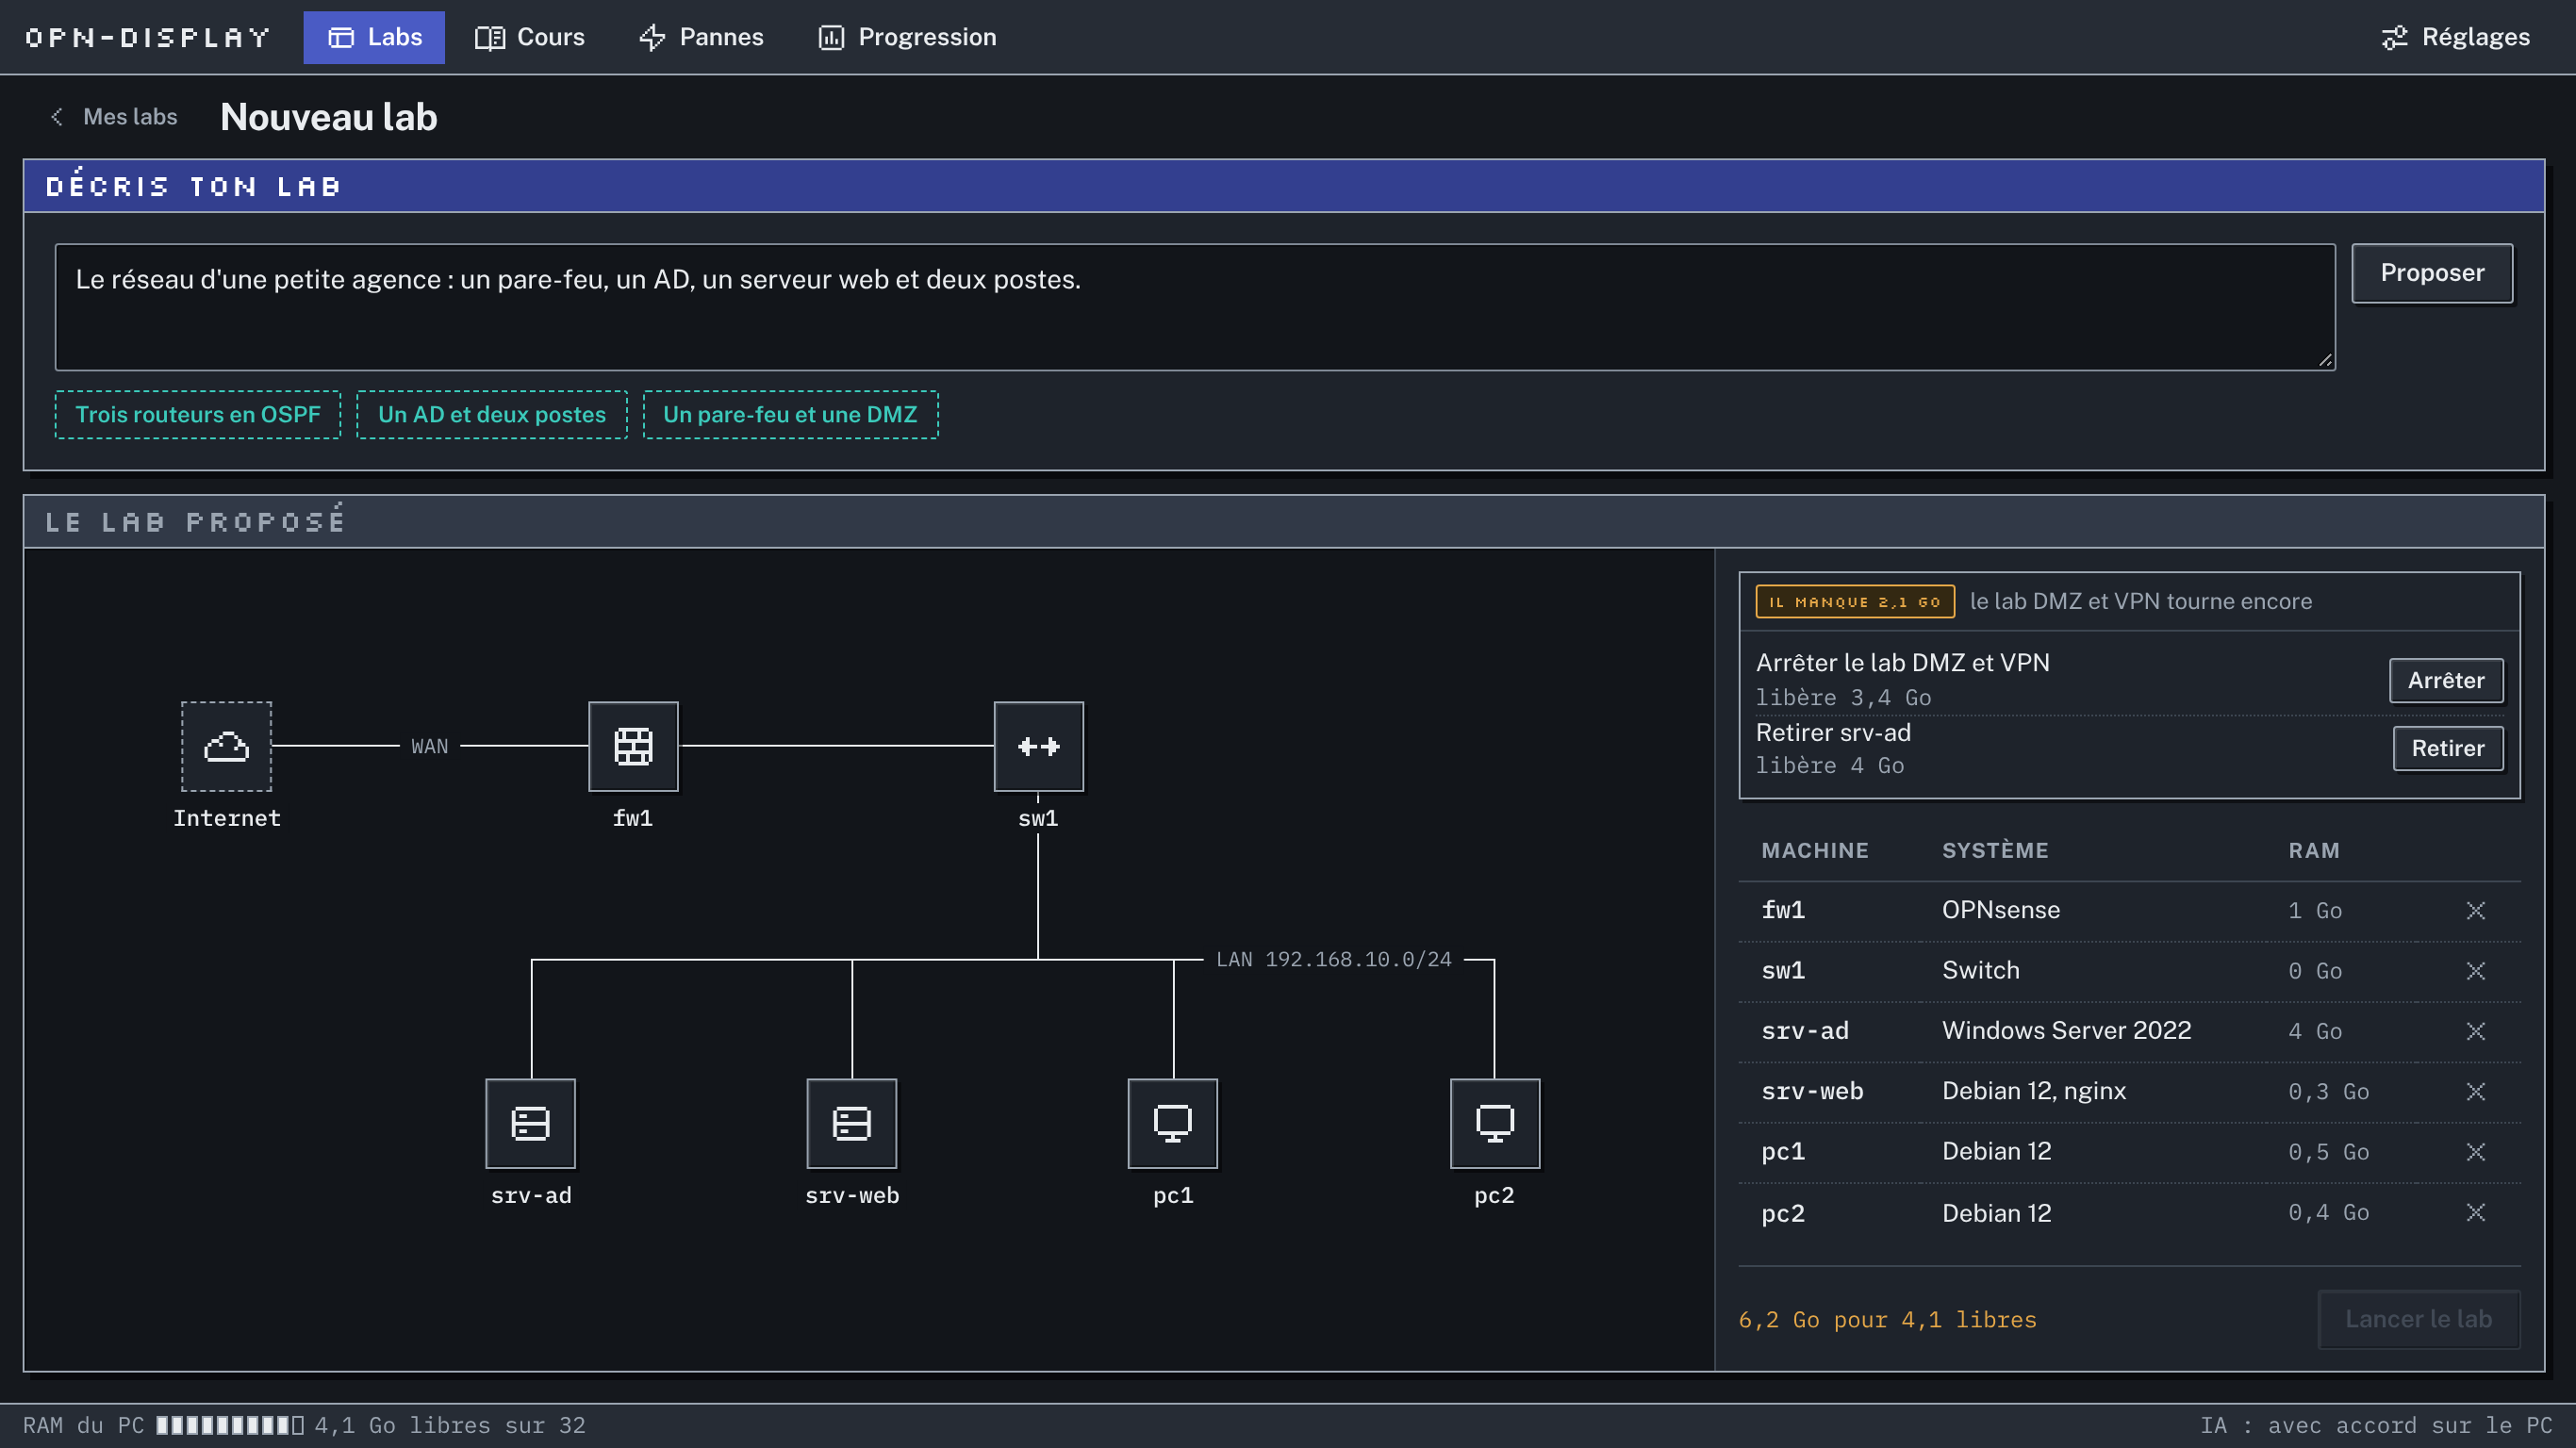 OPN-DISPLAY Labs Cours Pannes Progression Réglages
Mes labs Nouveau lab
DÉCRIS TON LAB
Le réseau d'une petite agence : un pare-feu, un AD, un serveur web et deux postes.
Proposer
Trois routeurs en OSPF Un AD et deux postes Un pare-feu et une DMZ
LE LAB PROPOSÉ
WAN
Internet fw1 sw1
LAN 192.168.10.0/24
srv-ad srv-web pc1 pc2
IL MANQUE 2,1 GO le lab DMZ et VPN tourne encore
Arrêter le lab DMZ et VPN
libère 3,4 Go
Arrêter
Retirer srv-ad
libère 4 Go
Retirer
MACHINE SYSTÈME RAM
fw1 OPNsense 1 Go
sw1 Switch 0 Go
srv-ad Windows Server 2022 4 Go
srv-web Debian 12, nginx 0,3 Go
pc1 Debian 12 0,5 Go
pc2 Debian 12 0,4 Go
6,2 Go pour 4,1 libres Lancer le lab
RAM du PC 4,1 Go libres sur 32 IA : avec accord sur le PC